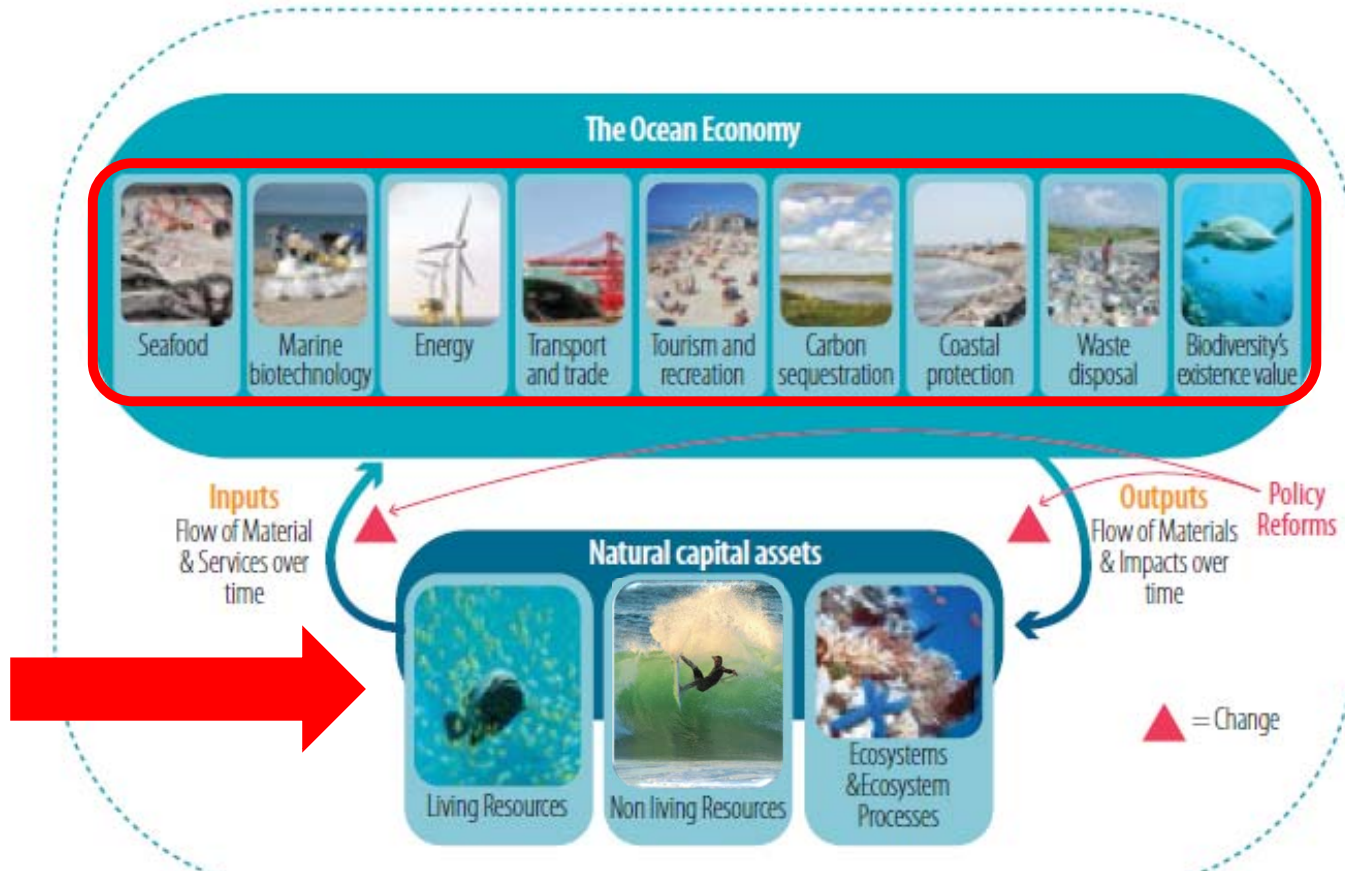 The Ocean Economy
Seafood
Marine
biotechnology
Energy
Transport
and trade
Tourism and
recreation
Carbon
sequestration
Coastal
protection
Waste
disposal
Biodiversity's
existence value
Inputs
Flow of Material
& Services over
time
Outputs
Flow of Materials
& Impacts over
time
Policy
Reforms
Natural capital assets
Living Resources
Non living Resources
Ecosystems
&Ecosystem
Processes
= Change